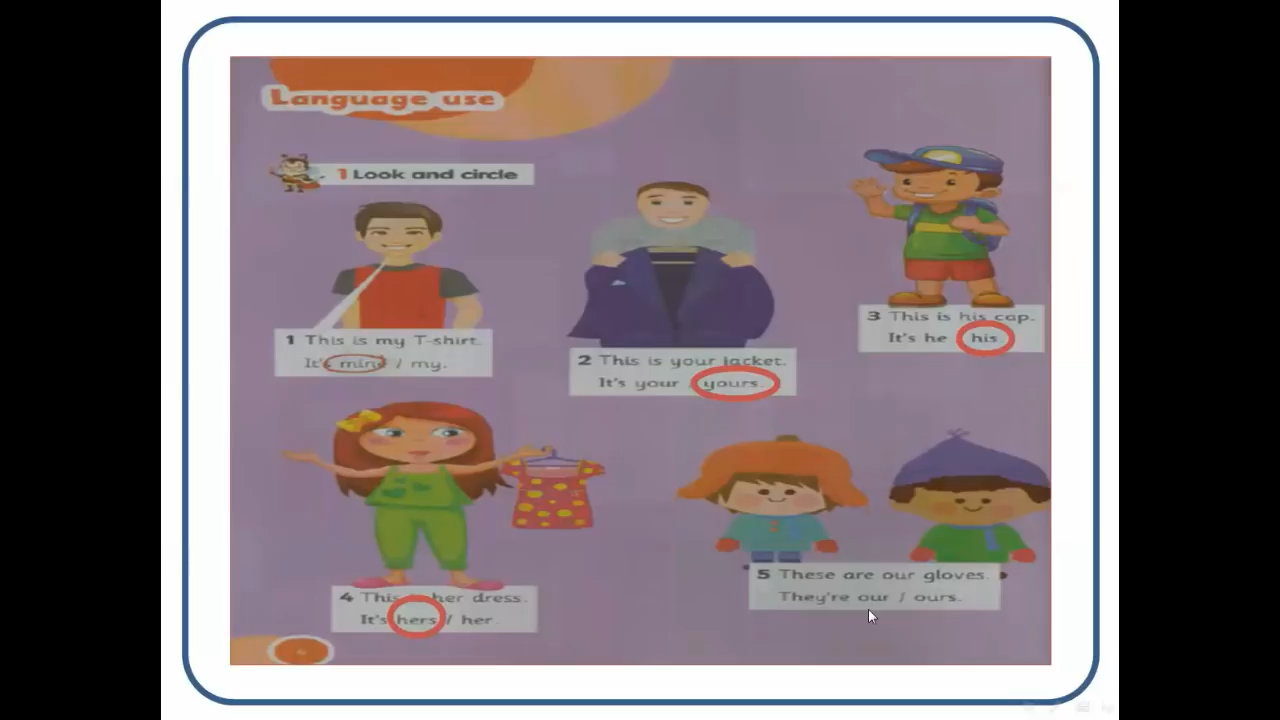 Language use
1 Look and circle
1 This is my T-shirt.
It's mine / my.
2 This is your jacket.
It's your / yours.
3 This is his cap.
It's he his.
4 This is her dress.
It's hers / her.
5 These are our gloves.
They're our / ours.